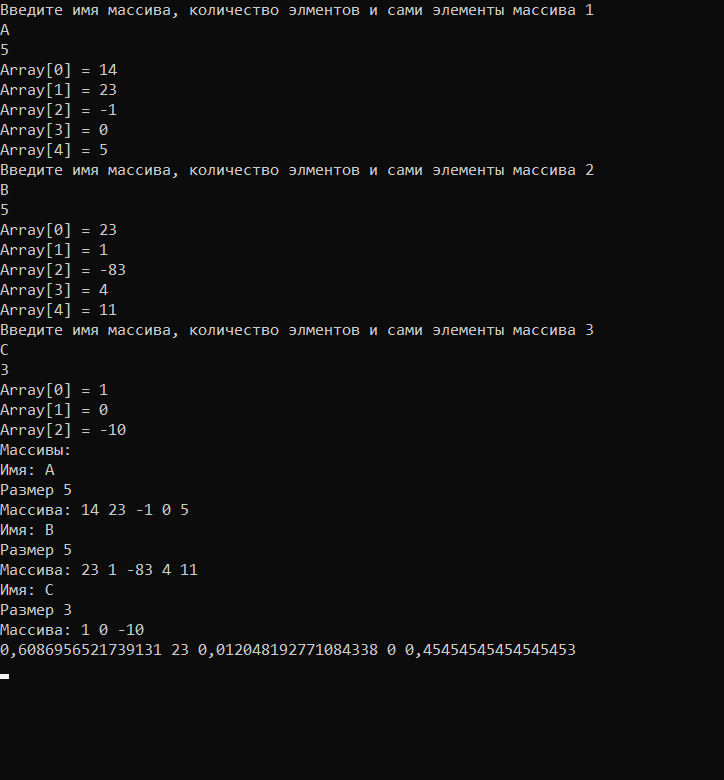 Введите имя массива, количество элментов и сами элементы массива 1
A
5
Array[0] = 14
Array[1] = 23
Array[2] = -1
Array[3] = 0
Array[4] = 5
Введите имя массива, количество элментов и сами элементы массива 2
B
5
Array[0] = 23
Array[1] = 1
Array[2] = -83
Array[3] = 4
Array[4] = 11
Введите имя массива, количество элментов и сами элементы массива 3
C
3
Array[0] = 1
Array[1] = 0
Array[2] = -10
Массивы:
Имя: A
Размер 5
Массива: 14 23 -1 0 5
Имя: B
Размер 5
Массива: 23 1 -83 4 11
Имя: C
Размер 3
Массива: 1 0 -10
0,6086956521739131 23 0,012048192771084338 0 0,45454545454545453